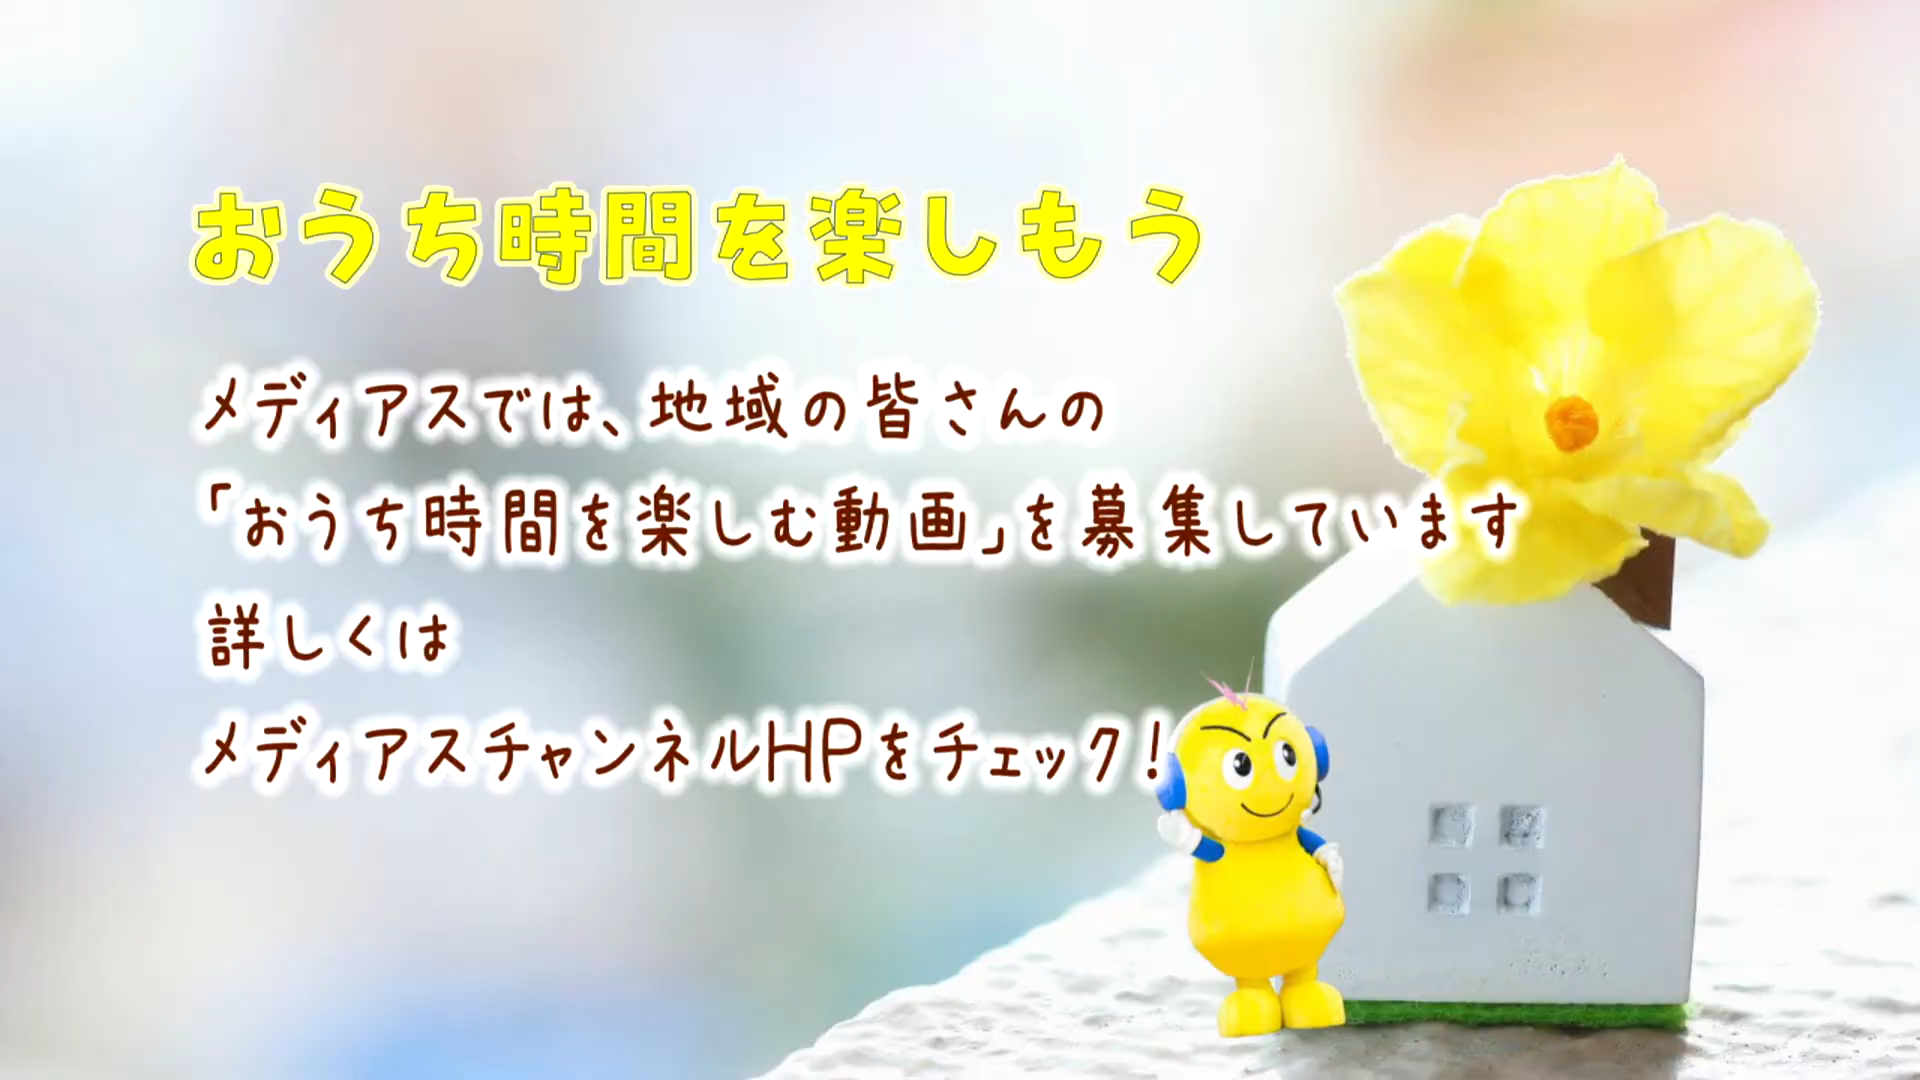 おうち時間を楽しもう
メディアスでは、地域の皆さんの
「おうち時間を楽しむ動画」を募集しています
詳しくは
メディアスチャンネルHPをチェック!